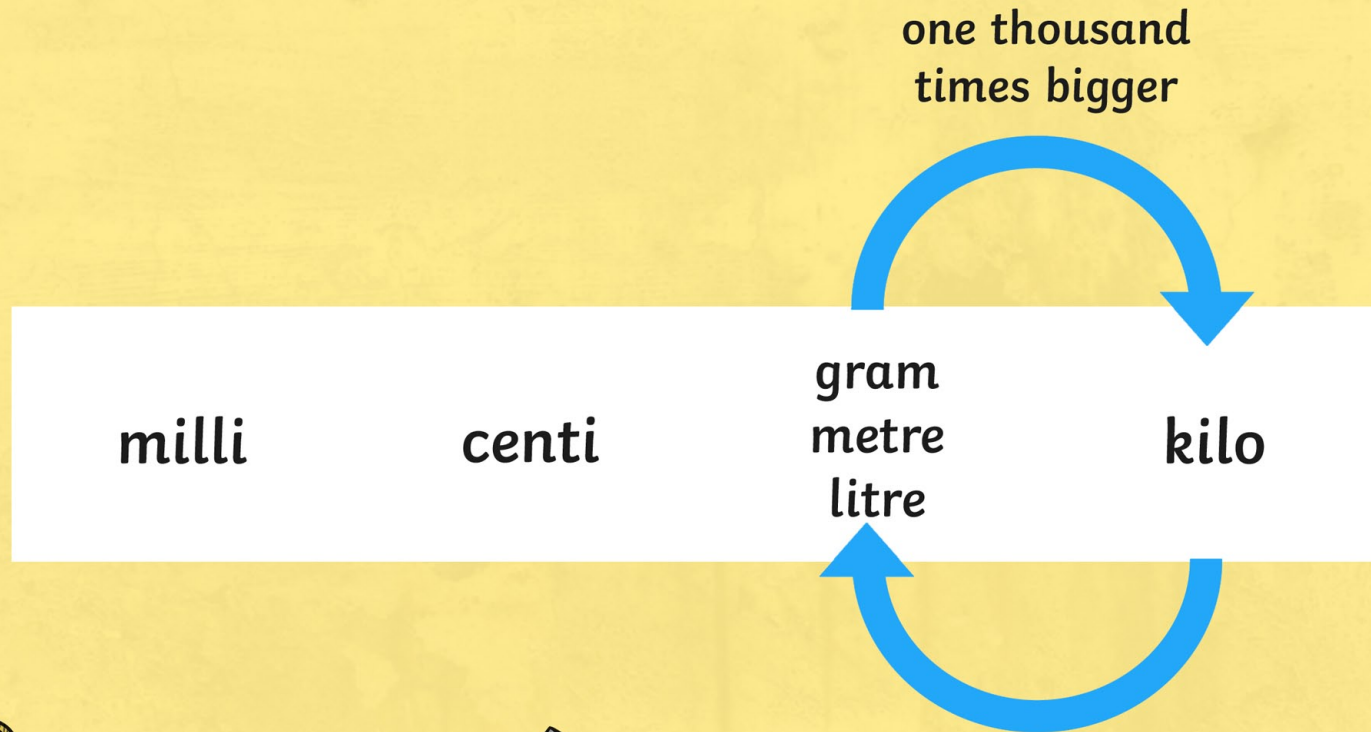 one thousand
times bigger
milli
centi
gram
metre
litre
kilo